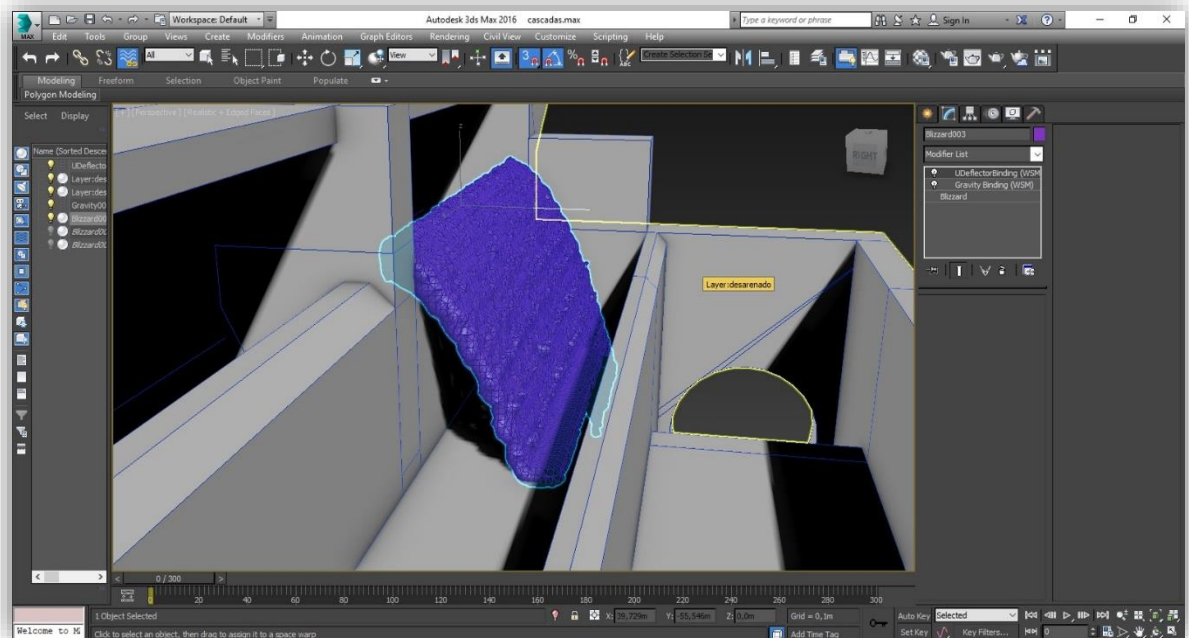 Workspace: Default
Autodesk 3ds Max 2016 cascadas.max
Type a keyword or phrase
Sign In
MAX
Edit Tools Group Views Create Modifiers Animation Graph Editors Rendering Civil View Customize Scripting Help
All
View
Create Selection Se
Modeling Freeform Selection Object Paint Populate
Polygon Modeling
Select Display
[+] [Perspective] [Realistic + Edged Faces]
Name (Sorted Descen
UDeflecto
Layer:des
Layer:des
Gravity00
Blizzard00
Blizzard00
Blizzard00
RIGHT
Layer:desarenado
Blizzard003
Modifier List
UDeflectorBinding (WSM
Gravity Binding (WSM)
Blizzard
0 / 300
0 20 40 60 80 100 120 140 160 180 200 220 240 260 280 300
1 Object Selected
X: 39,729m Y: -55,546m Z: 0,0m Grid = 0,1m
Auto Key Selected
Welcome to M
Click to select an object, then drag to assign it to a space warp
Add Time Tag
Set Key Key Filters... 0